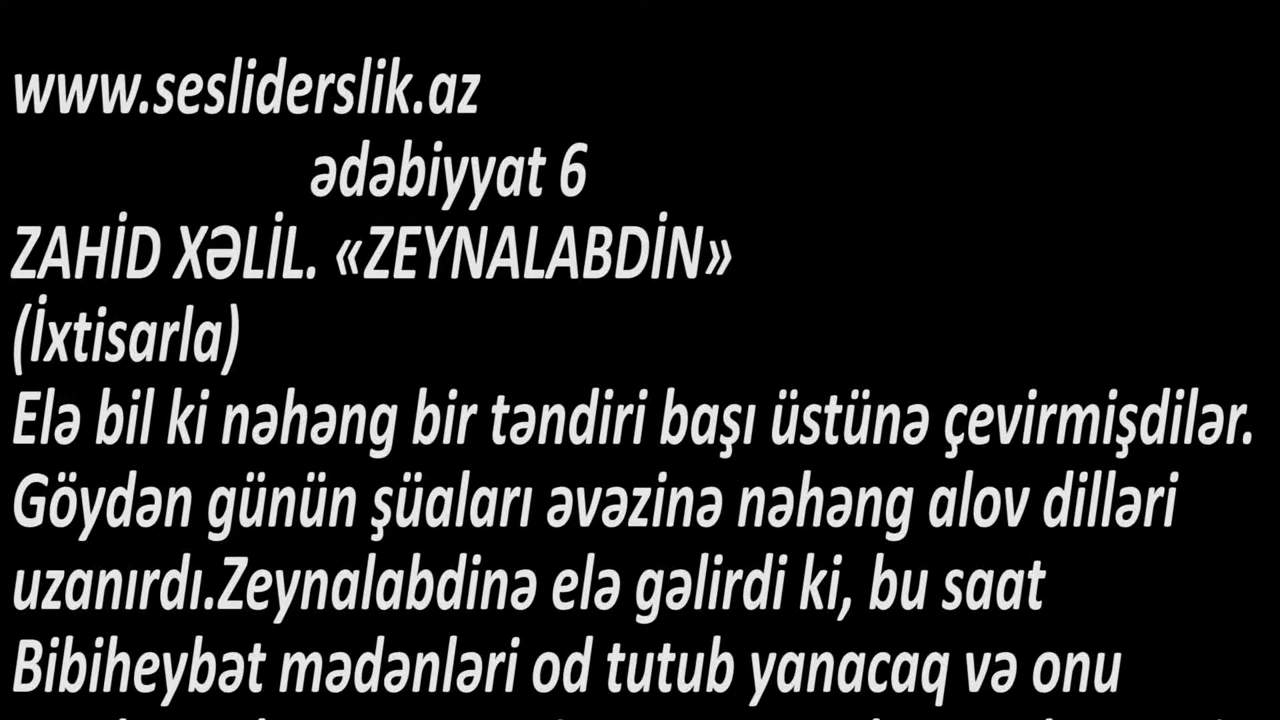 www.sesliderslik.az
ədəbiyyat 6
ZAHİD XƏLİL. «ZEYNALABDİN»
(İxtisarla)
Elə bil ki nəhəng bir təndiri başı üstünə çevirmişdilər.
Göydən günün şüaları əvəzinə nəhəng alov dilləri
uzanırdı.Zeynalabdinə elə gəlirdi ki, bu saat
Bibiheybət mədənləri od tutub yanacaq və onu